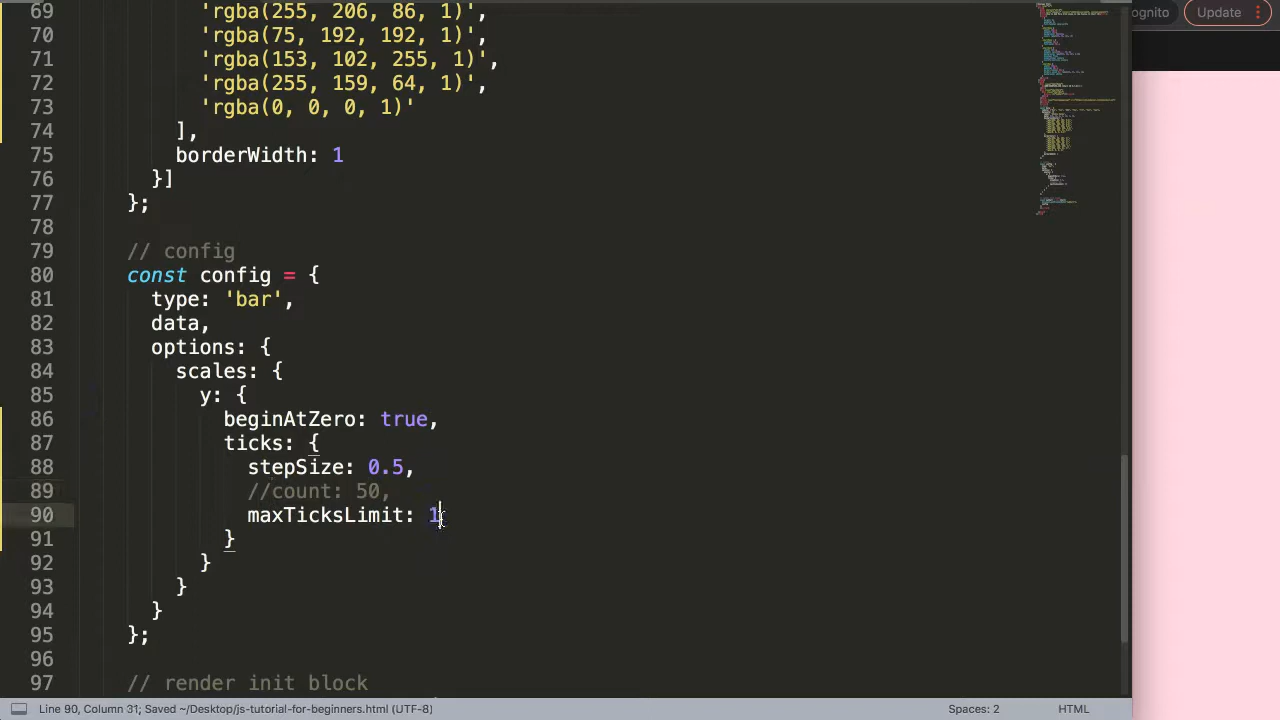 69 'rgba(255, 206, 86, 1)',
70 'rgba(75, 192, 192, 1)',
71 'rgba(153, 102, 255, 1)',
72 'rgba(255, 159, 64, 1)',
73 'rgba(0, 0, 0, 1)'
74 ],
75 borderWidth: 1
76 }]
77 };
78
79 // config
80 const config = {
81 type: 'bar',
82 data,
83 options: {
84 scales: {
85 y: {
86 beginAtZero: true,
87 ticks: {
88 stepSize: 0.5,
89 //count: 50,
90 maxTicksLimit: 1
91 }
92 }
93 }
94 }
95 };
96
97 // render init block
Line 90, Column 31; Saved ~/Desktop/js-tutorial-for-beginners.html (UTF-8) Spaces: 2 HTML
ognito Update